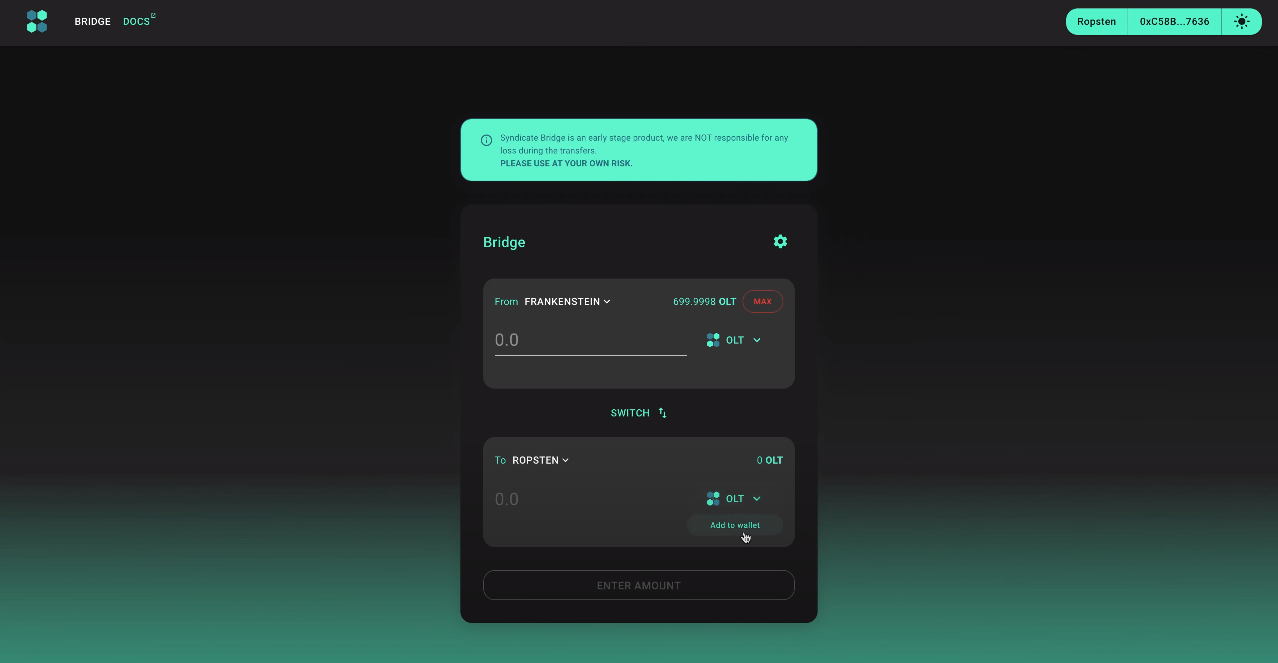 BRIDGE DOCS Ropsten 0xC58B...7636
Syndicate Bridge is an early stage product, we are NOT responsible for any
loss during the transfers.
PLEASE USE AT YOUR OWN RISK.
Bridge
From FRANKENSTEIN 699.9998 OLT MAX
0.0 OLT
SWITCH
To ROPSTEN 0 OLT
0.0 OLT
Add to wallet
ENTER AMOUNT